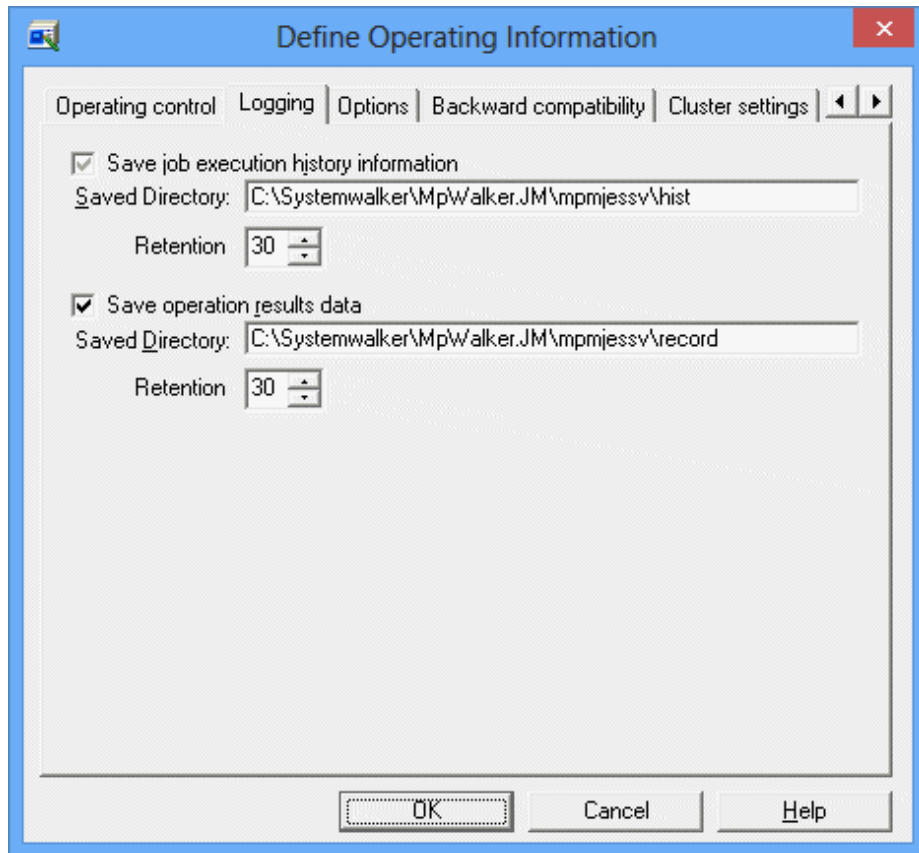 Define Operating Information
Operating control Logging Options Backward compatibility Cluster settings
Save job execution history information
Saved Directory: C:\Systemwalker\MpWalker.JM\mpmjessv\hist
Retention 30
Save operation results data
Saved Directory: C:\Systemwalker\MpWalker.JM\mpmjessv\record
Retention 30
OK Cancel Help